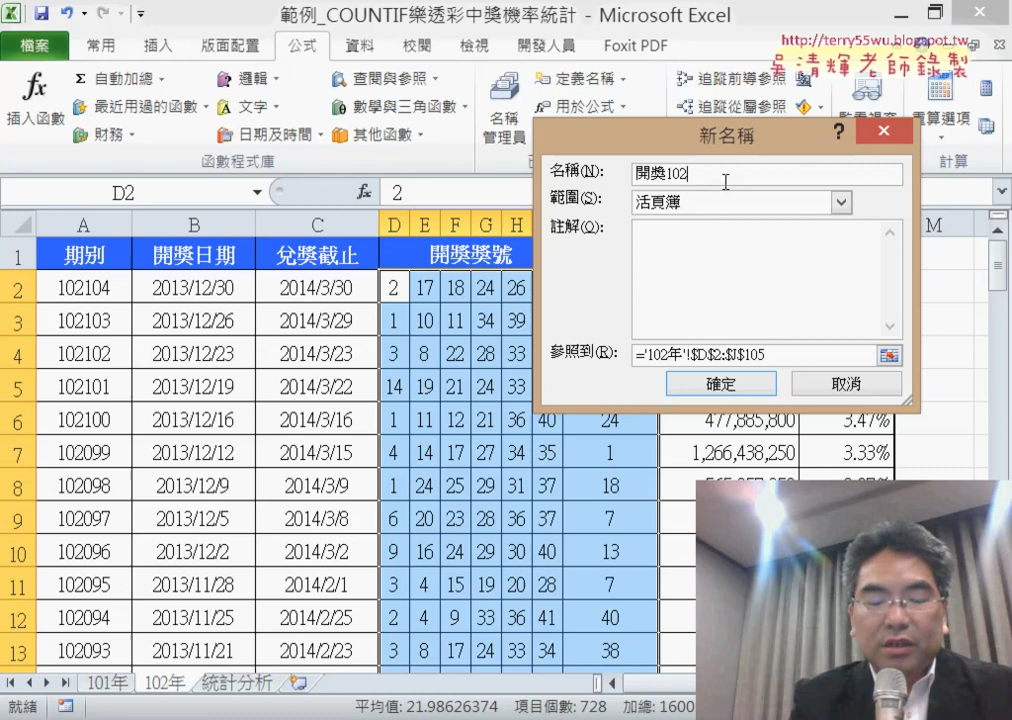 範例_COUNTIF樂透彩中獎機率統計 - Microsoft Excel
檔案 常用 插入 版面配置 公式 資料 校閱 檢視 開發人員 Foxit PDF
http://terry55wu.blogspot.tw
吳清輝老師錄製
fx 插入函數
Σ 自動加總 邏輯 查閱與參照 定義名稱 追蹤前導參照
最近用過的函數 文字 數學與三角函數 用於公式 追蹤從屬參照
財務 日期及時間 其他函數
名稱管理員
重算選項
函數程式庫
計算
新名稱
名稱(N): 開獎102
範圍(S): 活頁簿
註解(O):
參照到(R): ='102年'!$D$2:$J$105
確定 取消
D2 fx 2
A B C D E F G H M
1 期別 開獎日期 兌獎截止 開獎獎號
2 102104 2013/12/30 2014/3/30 2 17 18 24 26
3 102103 2013/12/26 2014/3/29 1 10 11 34 39
4 102102 2013/12/23 2014/3/23 3 8 22 28 33
5 102101 2013/12/19 2014/3/22 14 19 21 24 33
6 102100 2013/12/16 2014/3/16 1 11 12 21 36 40 24 477,885,800 3.47%
7 102099 2013/12/12 2014/3/15 4 14 17 27 34 35 1 1,266,438,250 3.33%
8 102098 2013/12/9 2014/3/9 1 24 25 29 31 37 18
9 102097 2013/12/5 2014/3/8 6 20 23 28 36 37 7
10 102096 2013/12/2 2014/3/2 9 16 24 29 30 40 13
11 102095 2013/11/28 2014/2/1 3 4 15 19 20 28 7
12 102094 2013/11/25 2014/2/25 2 4 9 33 36 41 40
13 102093 2013/11/21 2014/2/23 3 8 17 24 33 34 38
101年 102年 統計分析
就緒 平均值: 21.98626374 項目個數: 728 加總: 1600